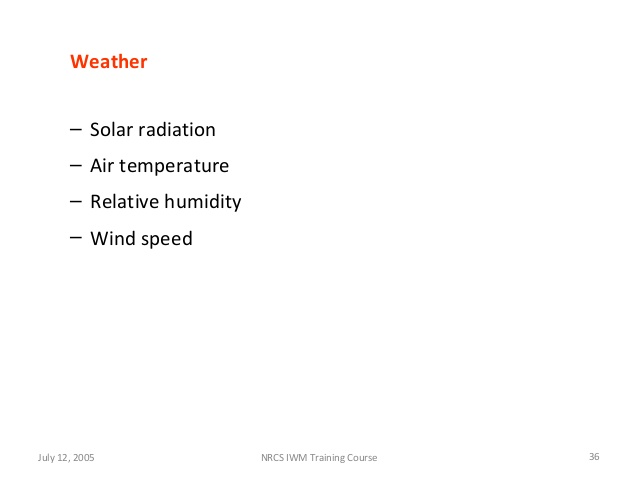 Weather
– Solar radiation
– Air temperature
– Relative humidity
– Wind speed
July 12, 2005 NRCS IWM Training Course 36